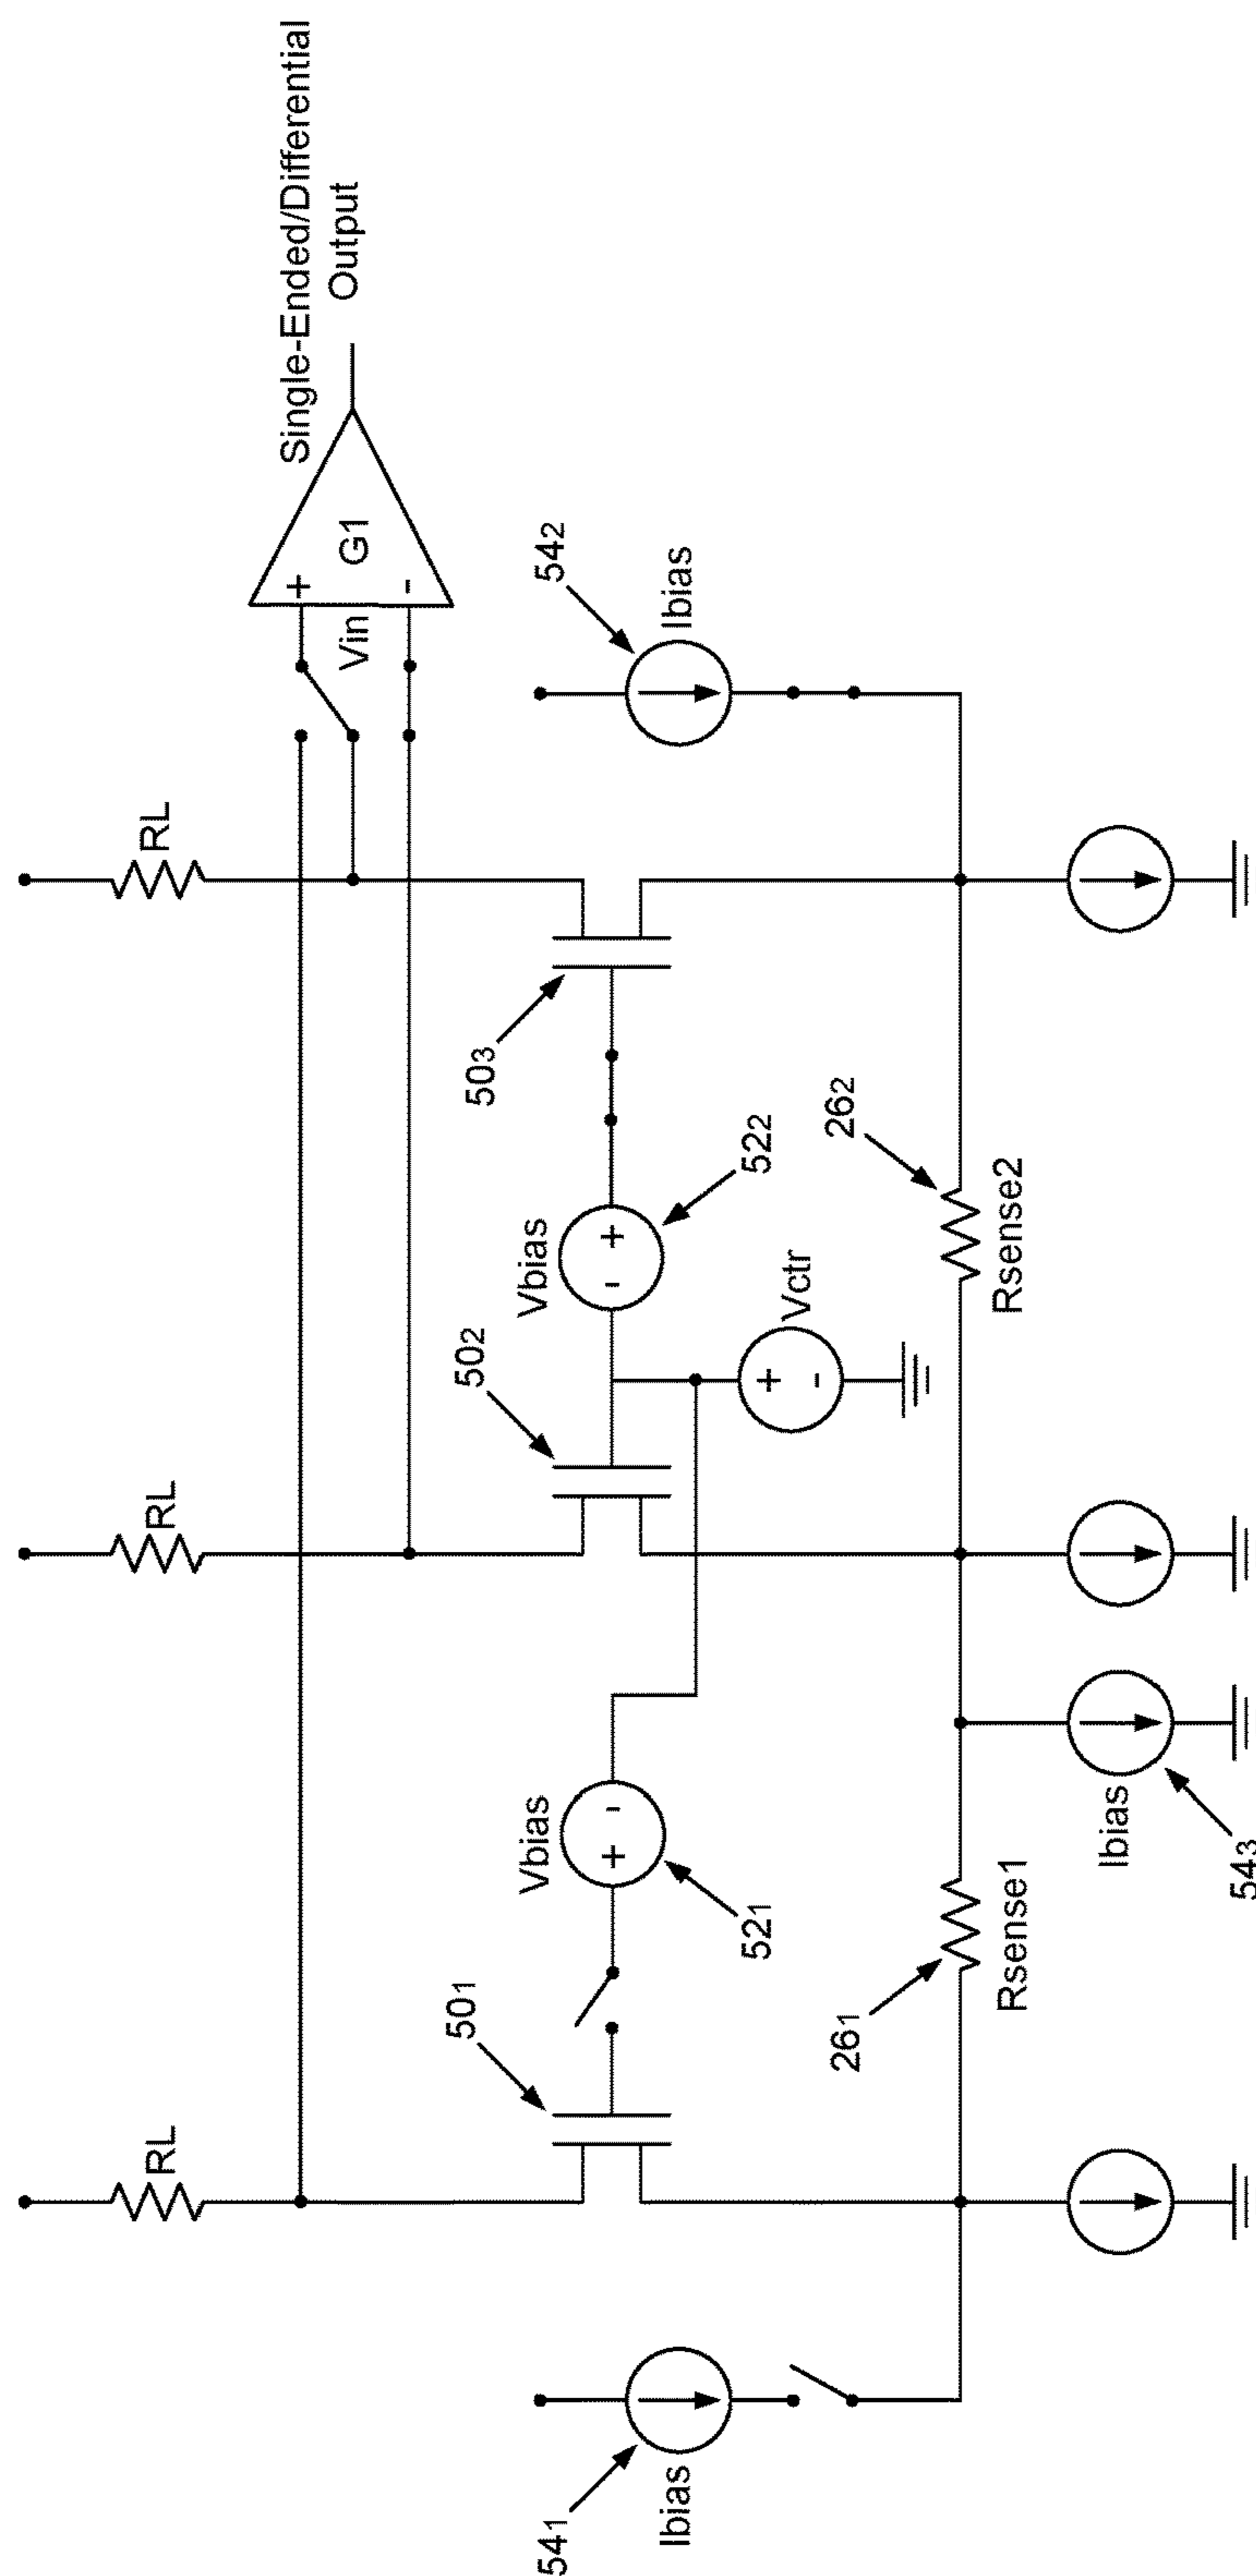 Single-Ended/Differential
Output
RL
RL
RL
+
G1
-
Vin
50₁
50₂
50₃
Vbias
+ -
52₁
Vbias
- +
52₂
Vctr
+
-
54₁
Ibias
54₂
Ibias
26₁
Rsense1
26₂
Rsense2
Ibias
54₃